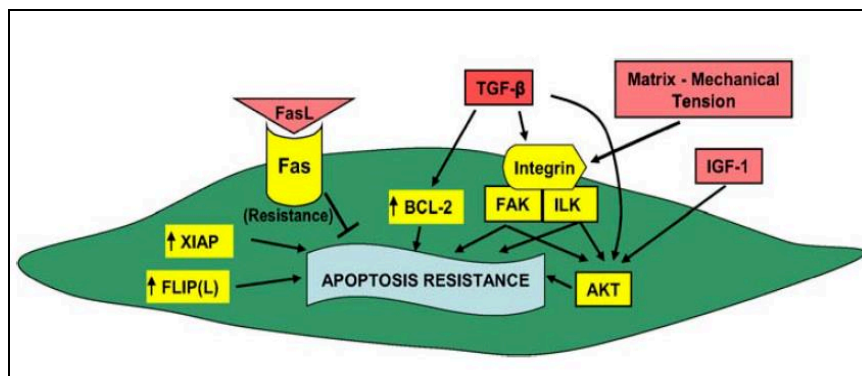 TGF-β
Matrix - Mechanical
Tension
FasL
Fas
(Resistance)
Integrin
IGF-1
↑ BCL-2
FAK
ILK
↑ XIAP
↑ FLIP(L)
APOPTOSIS RESISTANCE
AKT